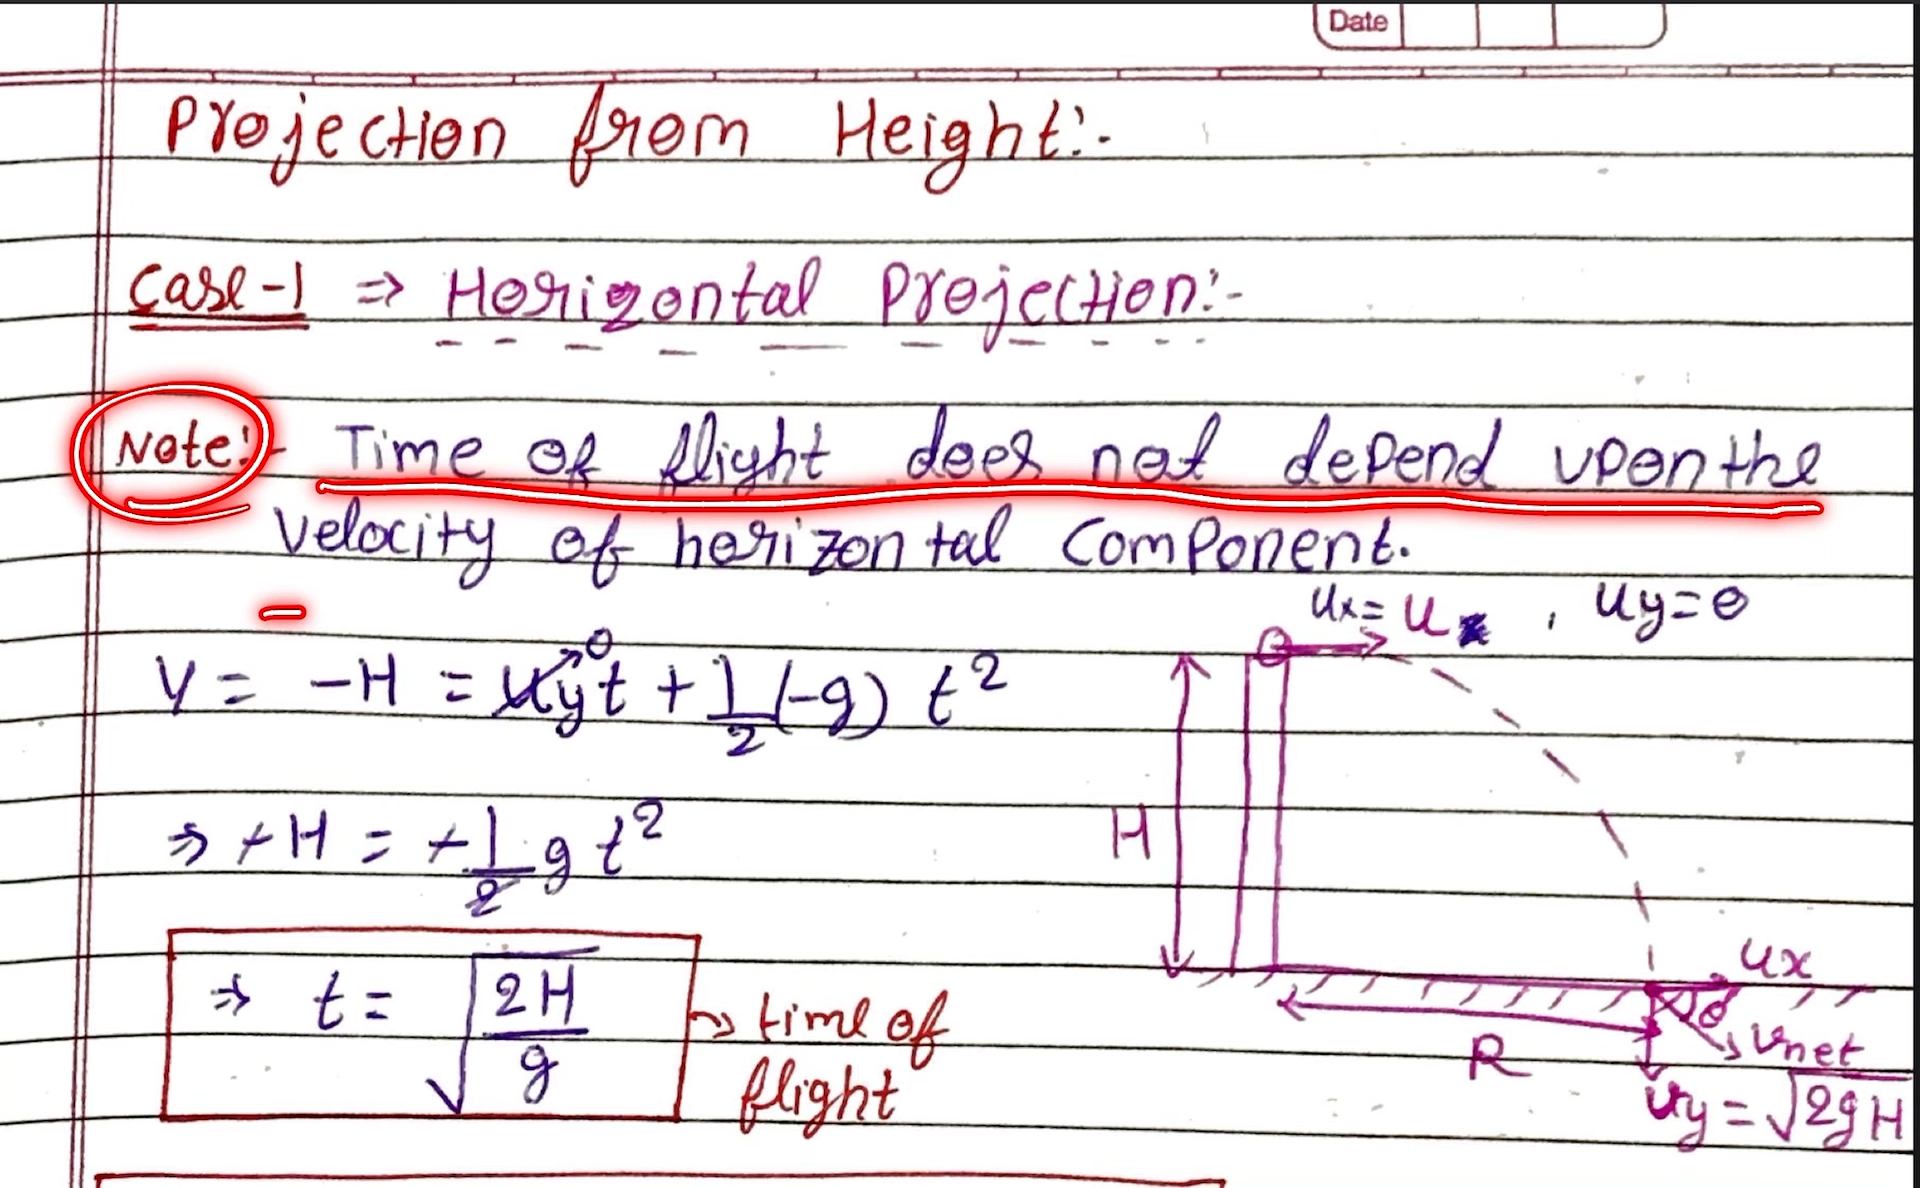 Date
Projection from Height:-
Case-1 ⇒ Horizontal Projection:-
Note:- Time of flight does not depend upon the
velocity of horizontal component.
ux = u , uy = 0
Y = -H = uyt + 1/2 (-g) t²
0
⇒ +H = +1/2 g t²
H
⇒ t = √(2H/g) → time of
flight
ux
θ
R
vnet
vy = √2gH